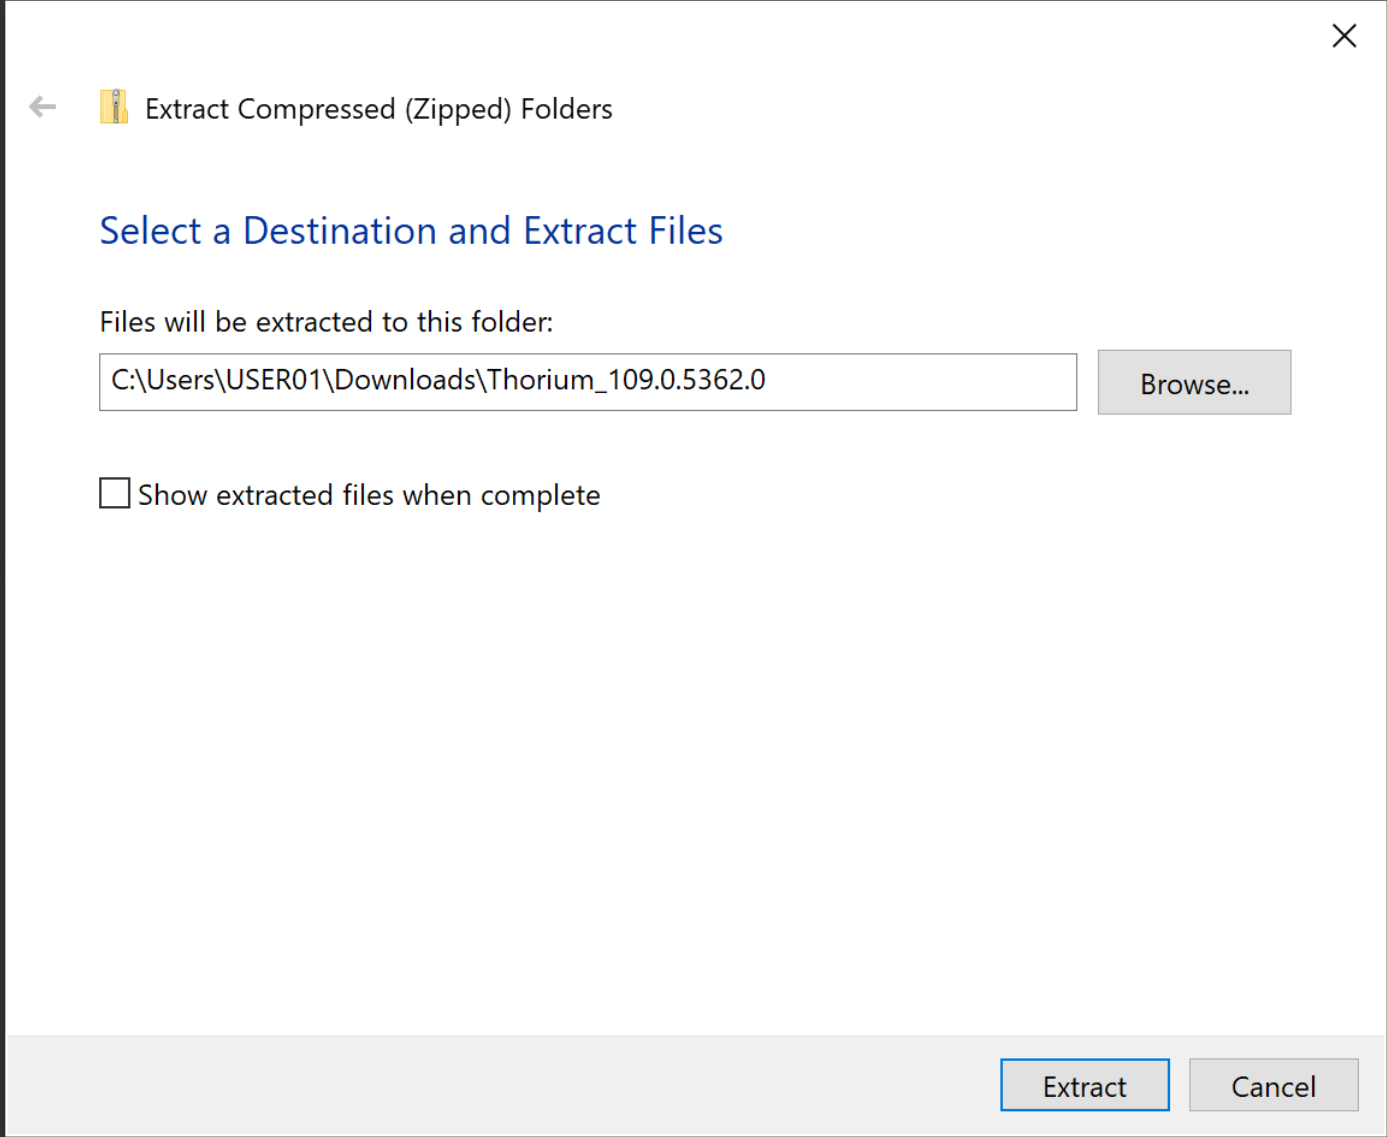 Extract Compressed (Zipped) Folders
Select a Destination and Extract Files
Files will be extracted to this folder:
C:\Users\USER01\Downloads\Thorium_109.0.5362.0
Browse...
Show extracted files when complete
Extract
Cancel